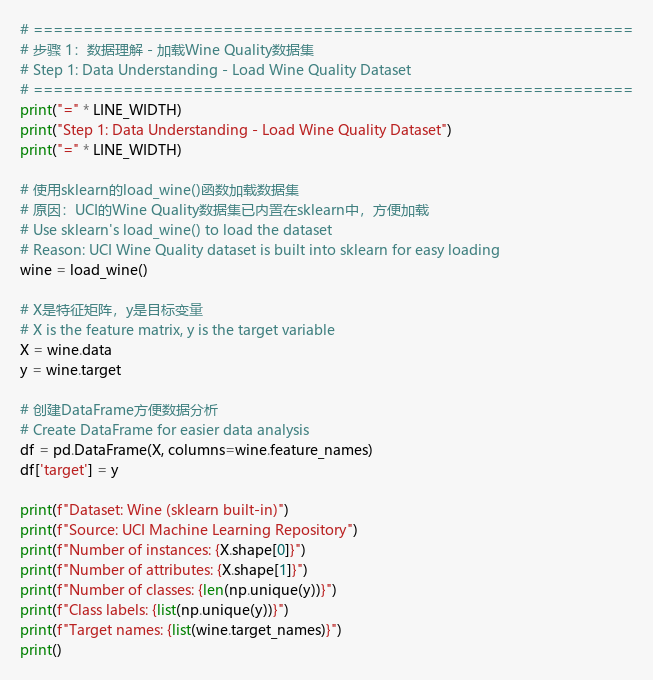 # ============================================================
# 步骤 1：数据理解 - 加载Wine Quality数据集
# Step 1: Data Understanding - Load Wine Quality Dataset
# ============================================================
print("=" * LINE_WIDTH)
print("Step 1: Data Understanding - Load Wine Quality Dataset")
print("=" * LINE_WIDTH)
# 使用sklearn的load_wine()函数加载数据集
# 原因：UCI的Wine Quality数据集已内置在sklearn中，方便加载
# Use sklearn's load_wine() to load the dataset
# Reason: UCI Wine Quality dataset is built into sklearn for easy loading
wine = load_wine()
# X是特征矩阵，y是目标变量
# X is the feature matrix, y is the target variable
X = wine.data
y = wine.target
# 创建DataFrame方便数据分析
# Create DataFrame for easier data analysis
df = pd.DataFrame(X, columns=wine.feature_names)
df['target'] = y
print(f"Dataset: Wine (sklearn built-in)")
print(f"Source: UCI Machine Learning Repository")
print(f"Number of instances: {X.shape[0]}")
print(f"Number of attributes: {X.shape[1]}")
print(f"Number of classes: {len(np.unique(y))}")
print(f"Class labels: {list(np.unique(y))}")
print(f"Target names: {list(wine.target_names)}")
print()